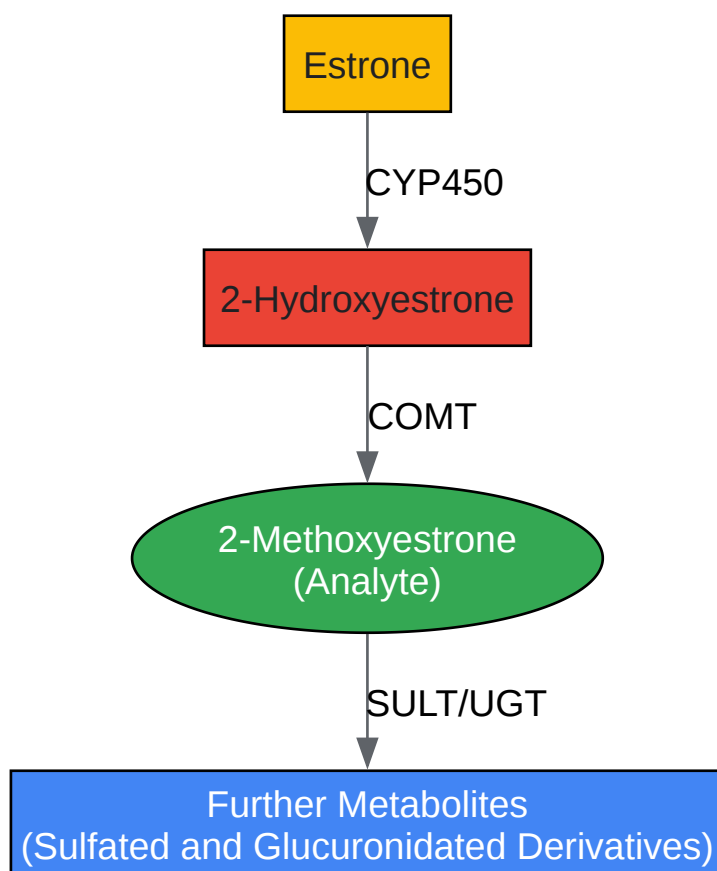 Estrone
CYP450
2-Hydroxyestrone
COMT
2-Methoxyestrone
(Analyte)
SULT/UGT
Further Metabolites
(Sulfated and Glucuronidated Derivatives)